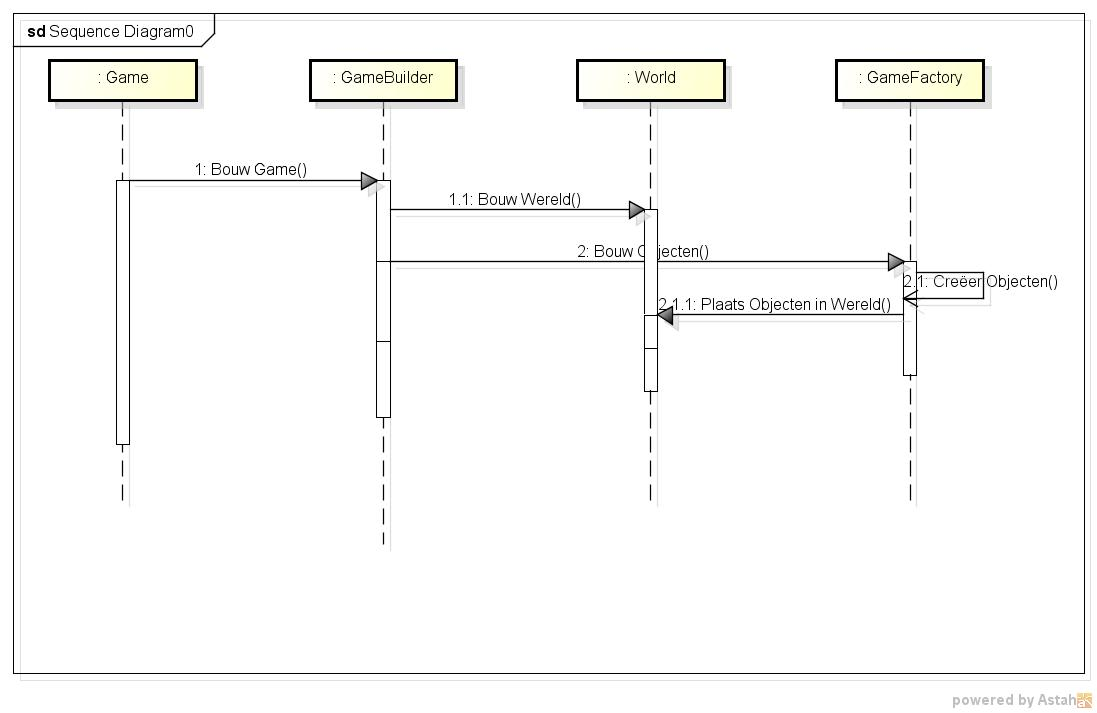 sd Sequence Diagram0
: Game
: GameBuilder
: World
: GameFactory
1: Bouw Game()
1.1: Bouw Wereld()
2: Bouw Objecten()
2.1: Creëer Objecten()
2.1.1: Plaats Objecten in Wereld()
powered by Astah